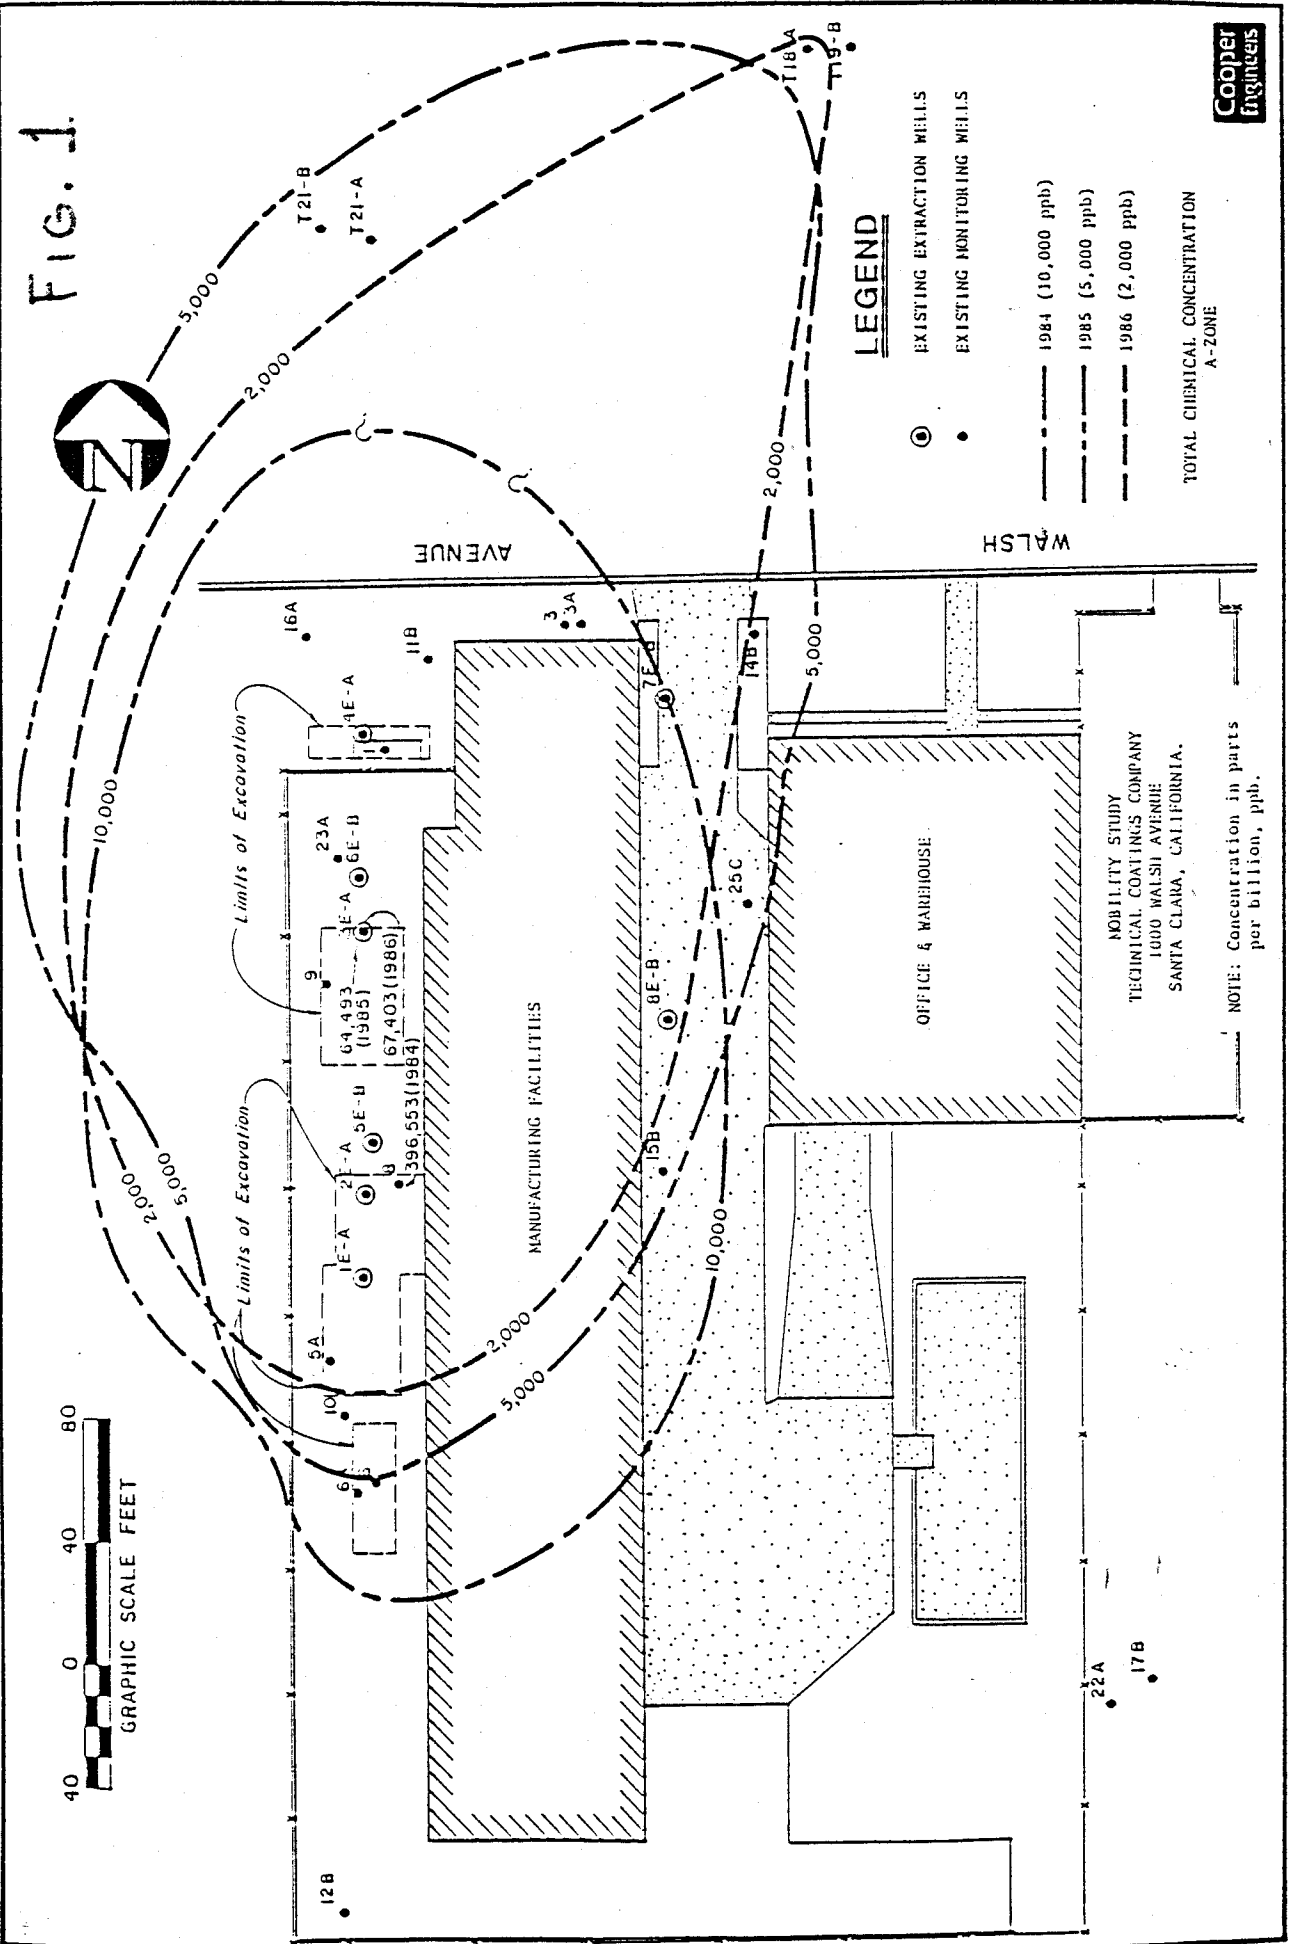 FIG. 1.
40 0 40 80
GRAPHIC SCALE FEET
N
5,000
2,000
10,000
2,000
5,000
2,000
5,000
10,000
2,000
5,000
?
?
Limits of Excavation
Limits of Excavation
12B
6
10
5A
1E-A
2E-A
8
396,553(1984)
5E-B
9
64,493
(1985)
67,403(1986)
3E-A
6E-B
23A
1
4E-A
11B
16A
3
3A
T21-B
T21-A
T18-A
T19-B
7E-B
14B
8E-B
25C
15B
22A
17B
MANUFACTURING FACILITIES
OFFICE & WAREHOUSE
WALSH
AVENUE
LEGEND
EXISTING EXTRACTION WELLS
EXISTING MONITORING WELLS
1984 (10,000 ppb)
1985 (5,000 ppb)
1986 (2,000 ppb)
TOTAL CHEMICAL CONCENTRATION
A-ZONE
MOBILITY STUDY
TECHNICAL COATINGS COMPANY
1000 WALSH AVENUE
SANTA CLARA, CALIFORNIA.
NOTE: Concentration in parts
per billion, ppb.
Cooper
Engineers